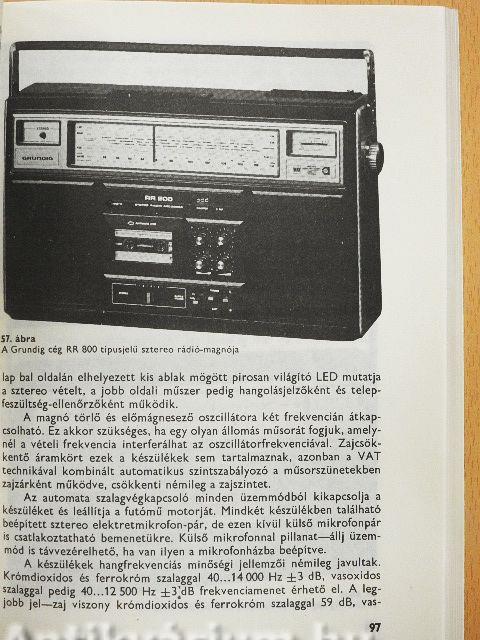 STEREO
GRUNDIG
RR 800
57. ábra
A Grundig cég RR 800 típusjelű sztereo rádió-magnója
lap bal oldalán elhelyezett kis ablak mögött pirosan világító LED mutatja
a sztereo vételt, a jobb oldali műszer pedig hangolásjelzőként és telep-
feszültség-ellenőrzőként működik.
A magnó törlő és előmágnesező oszcillátora két frekvencián átkap-
csolható. Ez akkor szükséges, ha egy olyan állomás műsorát fogjuk, amely-
nél a vételi frekvencia interferálhat az oszcillátorfrekvenciával. Zajcsök-
kentő áramkört ezek a készülékek sem tartalmaznak, azonban a VAT
technikával kombinált automatikus szintszabályozó a műsorszünetekben
zajzárként működve, csökkenti némileg a zajszintet.
Az automata szalagvégkapcsoló minden üzemmódból kikapcsolja a
készüléket és leállítja a futómű motorját. Mindkét készülékben található
beépített sztereo elektretmikrofon-pár, de ezen kívül külső mikrofonpár
is csatlakoztatható bemenetükre. Külső mikrofonnal pillanat—állj üzem-
mód is távvezérelhető, ha van ilyen a mikrofonházba beépítve.
A készülékek hangfrekvenciás minőségi jellemzői némileg javultak.
Krómdioxidos és ferrokróm szalaggal 40...14 000 Hz ±3 dB, vasoxidos
szalaggal pedig 40...12 500 Hz ±3 dB frekvenciamenet érhető el. A leg-
jobb jel—zaj viszony krómdioxidos és ferrokróm szalaggal 59 dB, vas-
97